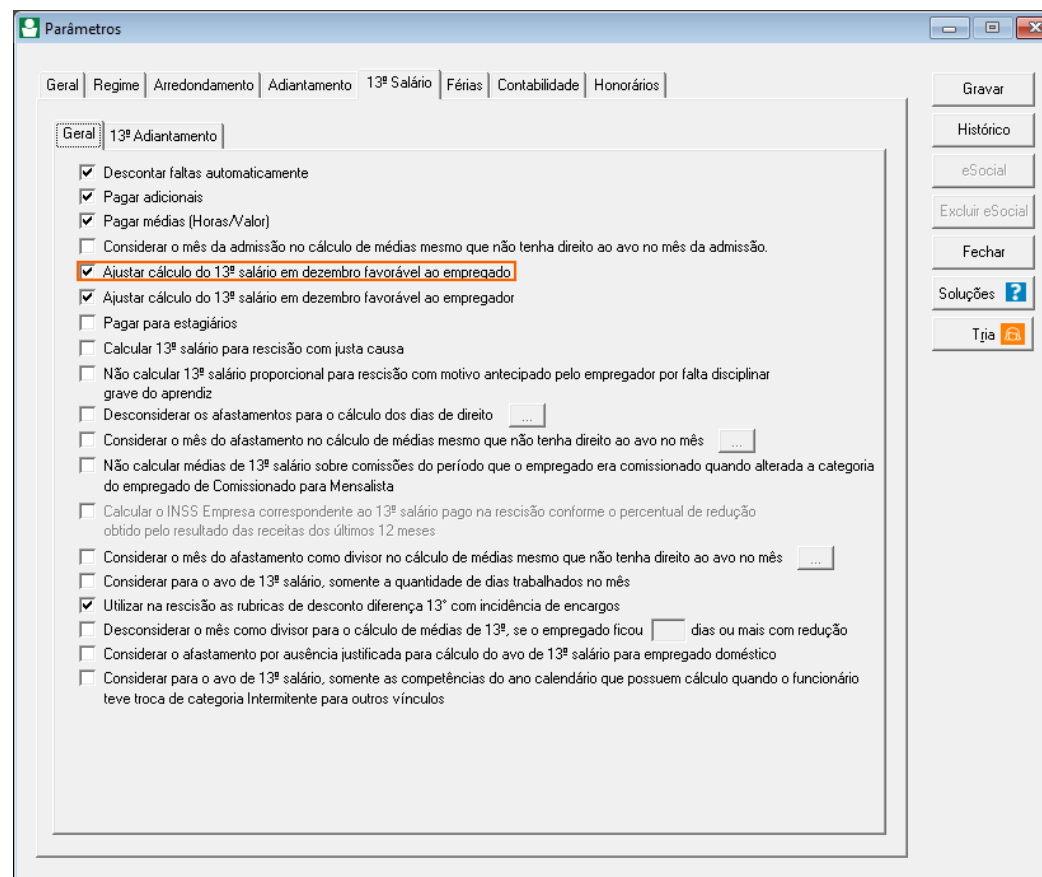 Parâmetros
Geral Regime Arredondamento Adiantamento 13º Salário Férias Contabilidade Honorários
Gravar
Histórico
eSocial
Excluir eSocial
Fechar
Soluções ?
Tria
Geral 13º Adiantamento
Descontar faltas automaticamente
Pagar adicionais
Pagar médias (Horas/Valor)
Considerar o mês da admissão no cálculo de médias mesmo que não tenha direito ao avo no mês da admissão.
Ajustar cálculo do 13º salário em dezembro favorável ao empregado
Ajustar cálculo do 13º salário em dezembro favorável ao empregador
Pagar para estagiários
Calcular 13º salário para rescisão com justa causa
Não calcular 13º salário proporcional para rescisão com motivo antecipado pelo empregador por falta disciplinar
grave do aprendiz
Desconsiderar os afastamentos para o cálculo dos dias de direito ...
Considerar o mês do afastamento no cálculo de médias mesmo que não tenha direito ao avo no mês ...
Não calcular médias de 13º salário sobre comissões do período que o empregado era comissionado quando alterada a categoria
do empregado de Comissionado para Mensalista
Calcular o INSS Empresa correspondente ao 13º salário pago na rescisão conforme o percentual de redução
obtido pelo resultado das receitas dos últimos 12 meses
Considerar o mês do afastamento como divisor no cálculo de médias mesmo que não tenha direito ao avo no mês ...
Considerar para o avo de 13º salário, somente a quantidade de dias trabalhados no mês
Utilizar na rescisão as rubricas de desconto diferença 13° com incidência de encargos
Desconsiderar o mês como divisor para o cálculo de médias de 13º, se o empregado ficou dias ou mais com redução
Considerar o afastamento por ausência justificada para cálculo do avo de 13º salário para empregado doméstico
Considerar para o avo de 13º salário, somente as competências do ano calendário que possuem cálculo quando o funcionário
teve troca de categoria Intermitente para outros vínculos